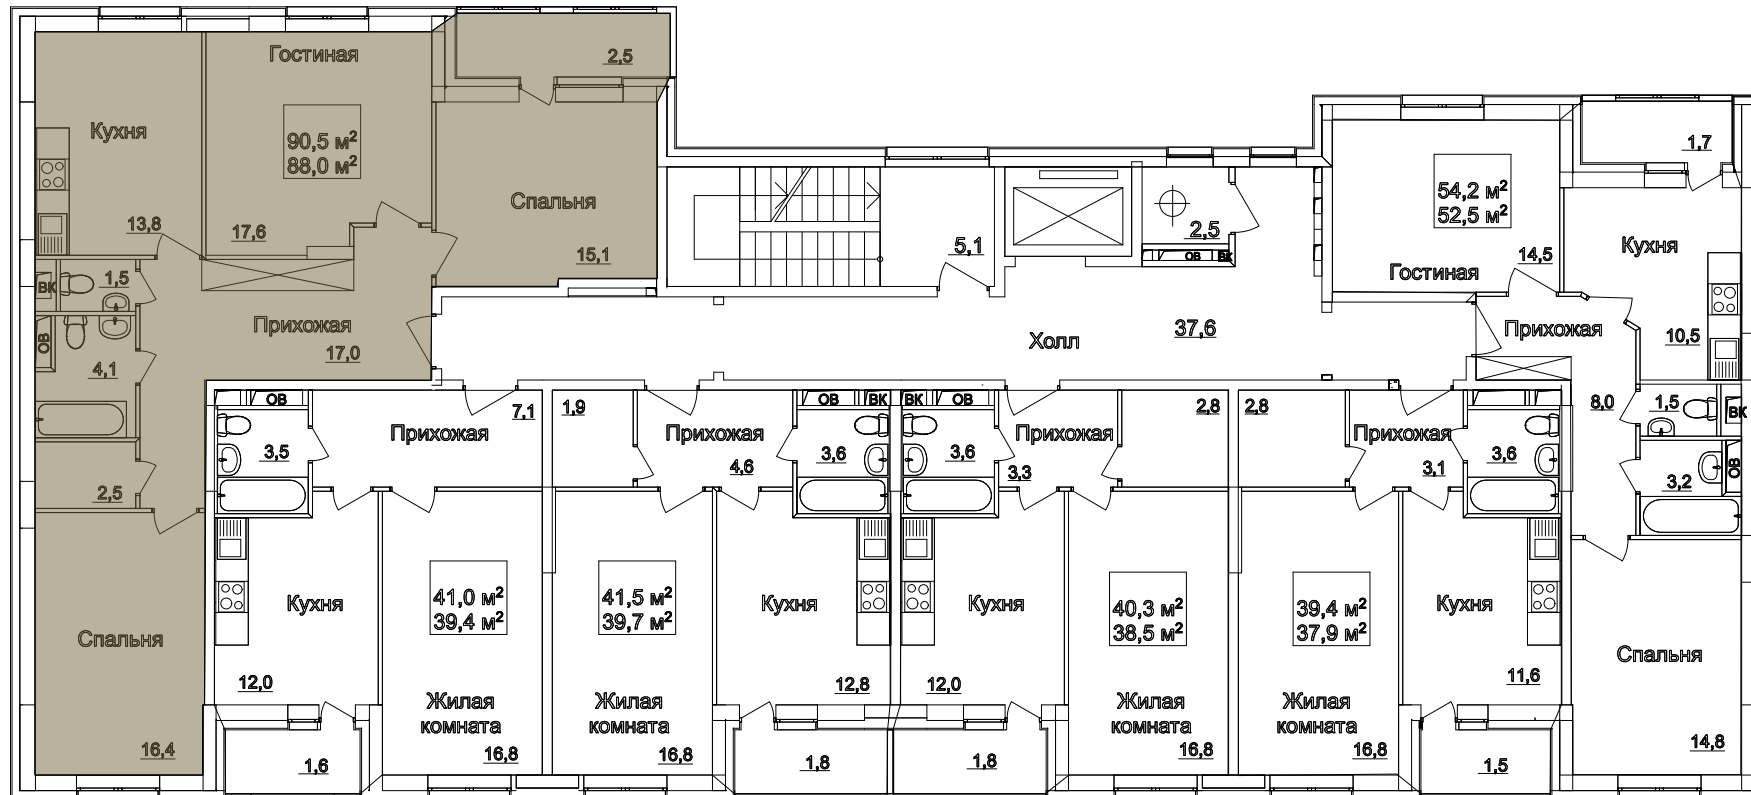 Гостиная
2,5
Кухня
90,5 м²
88,0 м²
13,8
17,6
Спальня
15,1
ВК
1,5
ОВ
4,1
Прихожая
17,0
2,5
Спальня
16,4
5,1
2,5
ОВ
ВК
Холл
37,6
54,2 м²
52,5 м²
14,5
Гостиная
1,7
Кухня
10,5
Прихожая
8,0
1,5
ВК
3,2
ОВ
Спальня
14,8
ОВ
3,5
Прихожая
7,1
Кухня
12,0
41,0 м²
39,4 м²
Жилая
комната
16,8
1,6
1,9
Прихожая
4,6
ОВ
ВК
3,6
41,5 м²
39,7 м²
Жилая
комната
16,8
Кухня
12,8
1,8
ВК
ОВ
3,6
Прихожая
3,3
2,8
Кухня
12,0
40,3 м²
38,5 м²
Жилая
комната
16,8
1,8
2,8
Прихожая
3,1
3,6
39,4 м²
37,9 м²
Жилая
комната
16,8
Кухня
11,6
1,5